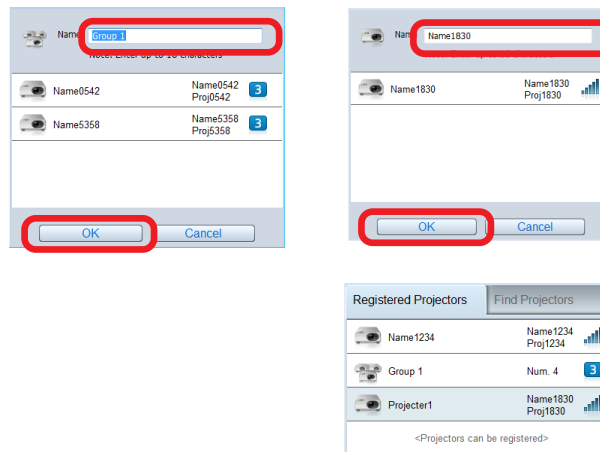 Name
Group 1
Note: Enter up to 16 characters
Name0542
Name0542
Proj0542
3
Name5358
Name5358
Proj5358
3
OK
Cancel
Name1830
Name1830
Name1830
Proj1830
OK
Cancel
Registered Projectors
Find Projectors
Name1234
Name1234
Proj1234
Group 1
Num. 4
3
Projecter1
Name1830
Proj1830
<Projectors can be registered>